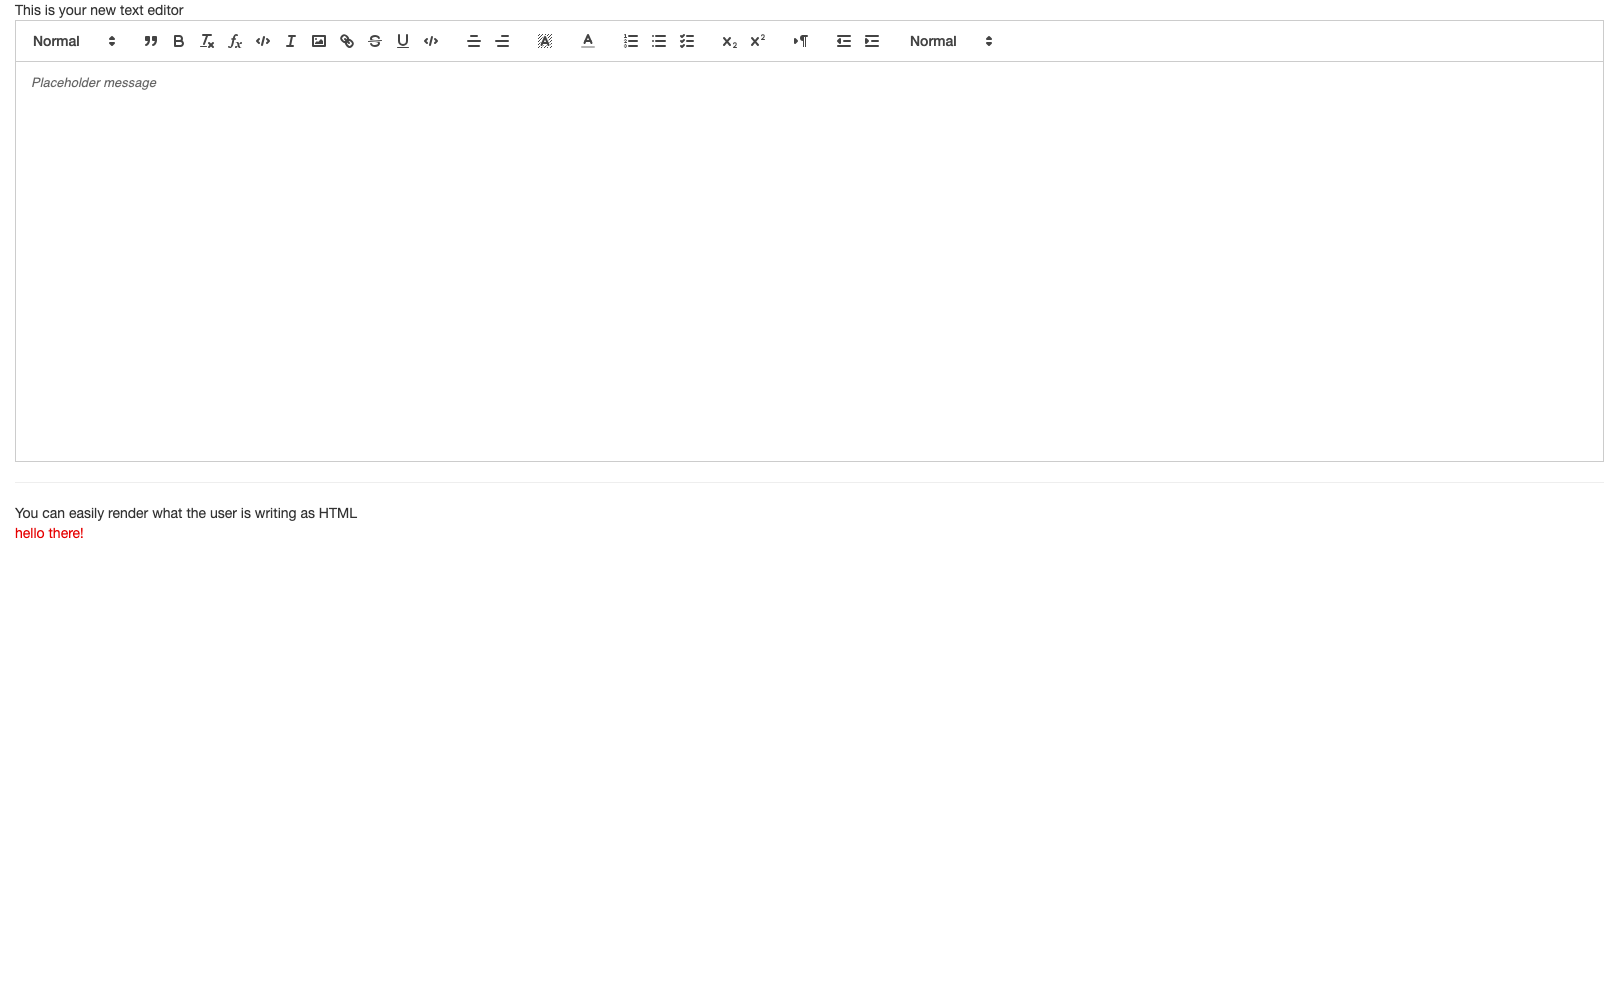 This is your new text editor
Normal Normal
Placeholder message
You can easily render what the user is writing as HTML
hello there!